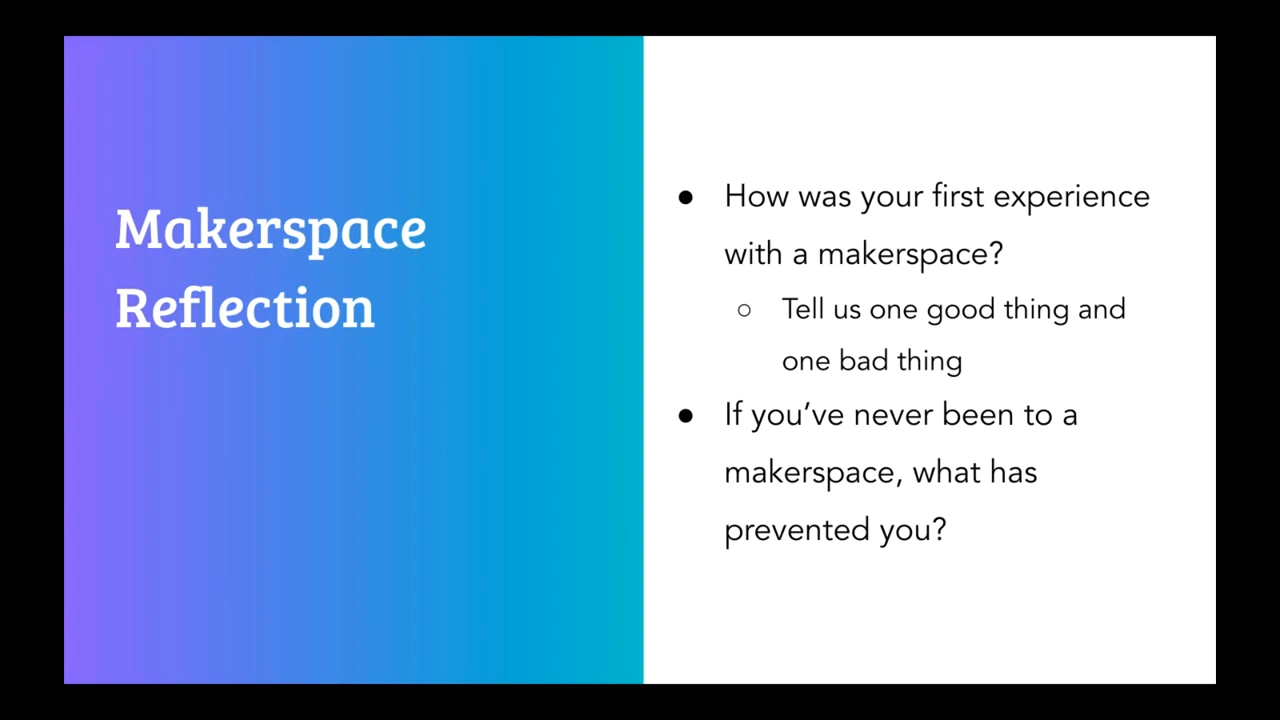 Makerspace
Reflection
● How was your first experience
with a makerspace?
○ Tell us one good thing and
one bad thing
● If you’ve never been to a
makerspace, what has
prevented you?